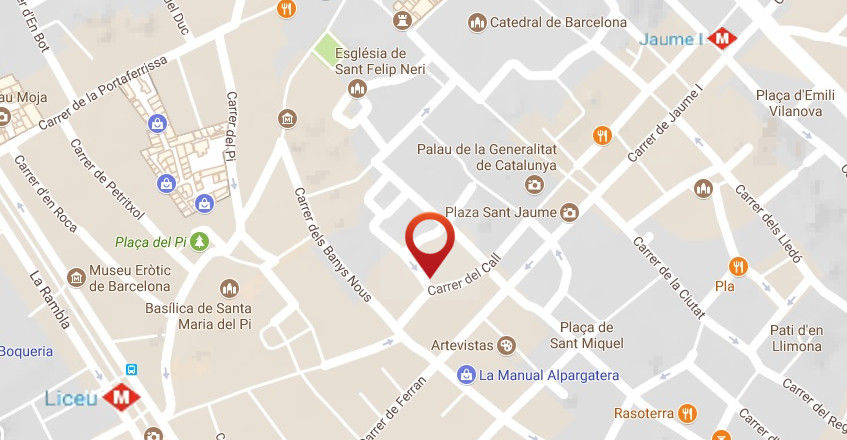 d'En Bot
Duc
Catedral de Barcelona
Jaume I
M
Església de
Sant Felip Neri
Carrer de la Portaferrissa
Carrer del Pi
au Moja
Plaça d'Emili
Vilanova
Carrer de Jaume I
Palau de la Generalitat
de Catalunya
Carrer de Petritxol
Carrer d'en Roca
Plaza Sant Jaume
Carrer dels Lledó
Plaça del Pi
Carrer dels Banys Nous
Carrer de la Ciutat
Museu Eròtic
de Barcelona
La Rambla
Carrer del Call
Pla
Basílica de Santa
Maria del Pi
Plaça de
Sant Miquel
Pati d'en
Llimona
Artevistas
Boqueria
La Manual Alpargatera
Liceu
M
Carrer de Ferran
Rasoterra
Carrer del Reg